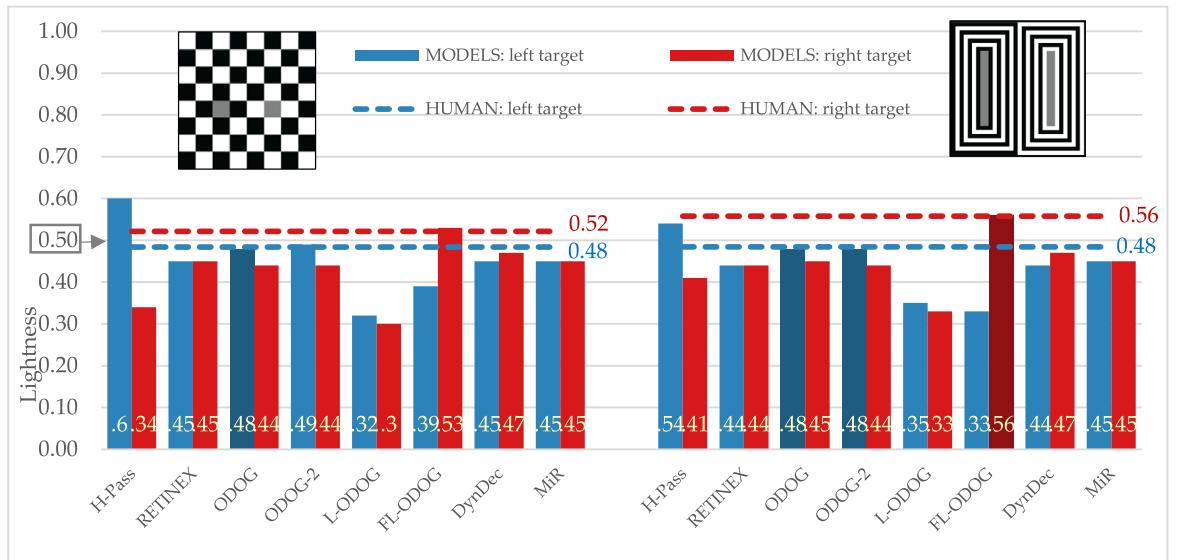 1.00
0.90
0.80
0.70
0.60
0.50
0.40
0.30
0.20
0.10
0.00
Lightness
MODELS: left target
MODELS: right target
HUMAN: left target
HUMAN: right target
0.52
0.48
0.56
0.48
.6 .34 .45 .45 .48 .44 .49 .44 .32 .3 .39 .53 .45 .47 .45 .45
.54 .41 .44 .44 .48 .45 .48 .44 .35 .33 .33 .56 .44 .47 .45 .45
H-Pass
RETINEX
ODOG
ODOG-2
L-ODOG
FL-ODOG
DynDec
MiR
H-Pass
RETINEX
ODOG
ODOG-2
L-ODOG
FL-ODOG
DynDec
MiR